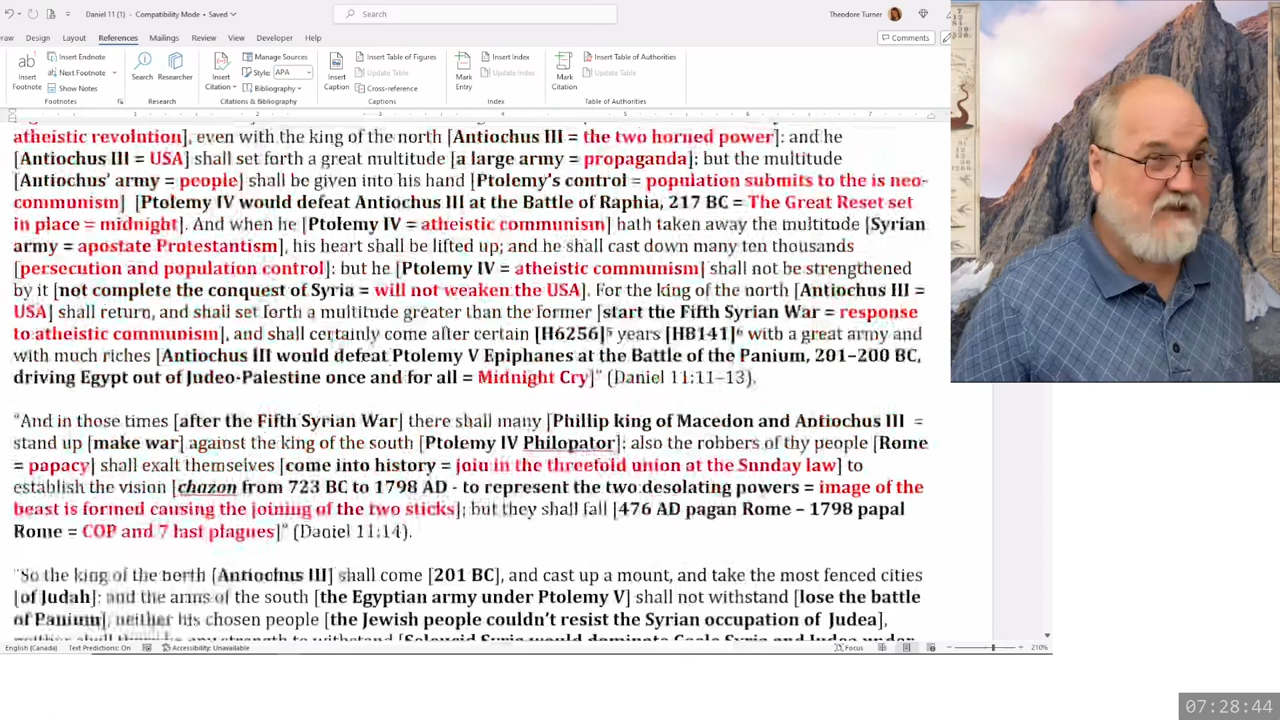 Daniel 11 (1) - Compatibility Mode • Saved
Search
Theodore Turner
raw Design Layout References Mailings Review View Developer Help
Comments
Insert Footnote
Insert Endnote
Next Footnote
Show Notes
Footnotes
Search
Researcher
Research
Insert Citation
Manage Sources
Style: APA
Bibliography
Citations & Bibliography
Insert Caption
Insert Table of Figures
Update Table
Cross-reference
Captions
Mark Entry
Insert Index
Update Index
Index
Mark Citation
Insert Table of Authorities
Update Table
Table of Authorities
atheistic revolution], even with the king of the north [Antiochus III = the two horned power]: and he
[Antiochus III = USA] shall set forth a great multitude [a large army = propaganda]; but the multitude
[Antiochus' army = people] shall be given into his hand [Ptolemy's control = population submits to the is neo-
communism] [Ptolemy IV would defeat Antiochus III at the Battle of Raphia, 217 BC = The Great Reset set
in place = midnight]. And when he [Ptolemy IV = atheistic communism] hath taken away the multitude [Syrian
army = apostate Protestantism], his heart shall be lifted up; and he shall cast down many ten thousands
[persecution and population control]: but he [Ptolemy IV = atheistic communism] shall not be strengthened
by it [not complete the conquest of Syria = will not weaken the USA]. For the king of the north [Antiochus III =
USA] shall return, and shall set forth a multitude greater than the former [start the Fifth Syrian War = response
to atheistic communism], and shall certainly come after certain [H6256]⁵ years [H8141]⁶ with a great army and
with much riches [Antiochus III would defeat Ptolemy V Epiphanes at the Battle of the Panium, 201–200 BC,
driving Egypt out of Judeo-Palestine once and for all = Midnight Cry]” (Daniel 11:11–13).
“And in those times [after the Fifth Syrian War] there shall many [Phillip king of Macedon and Antiochus III =
stand up [make war] against the king of the south [Ptolemy IV Philopator]: also the robbers of thy people [Rome
= papacy] shall exalt themselves [come into history = join in the threefold union at the Sunday law] to
establish the vision [chazon from 723 BC to 1798 AD - to represent the two desolating powers = image of the
beast is formed causing the joining of the two sticks]; but they shall fall [476 AD pagan Rome – 1798 papal
Rome = COP and 7 last plagues]” (Daniel 11:14).
“So the king of the north [Antiochus III] shall come [201 BC], and cast up a mount, and take the most fenced cities
[of Judah]: and the arms of the south [the Egyptian army under Ptolemy V] shall not withstand [lose the battle
of Panium], neither his chosen people [the Jewish people couldn't resist the Syrian occupation of Judea],
neither shall there be any strength to withstand [Seleucid Syria would dominate Coele Syria and Judea under
English (Canada) Text Predictions: On Accessibility: Unavailable Focus 210%
07:28:44